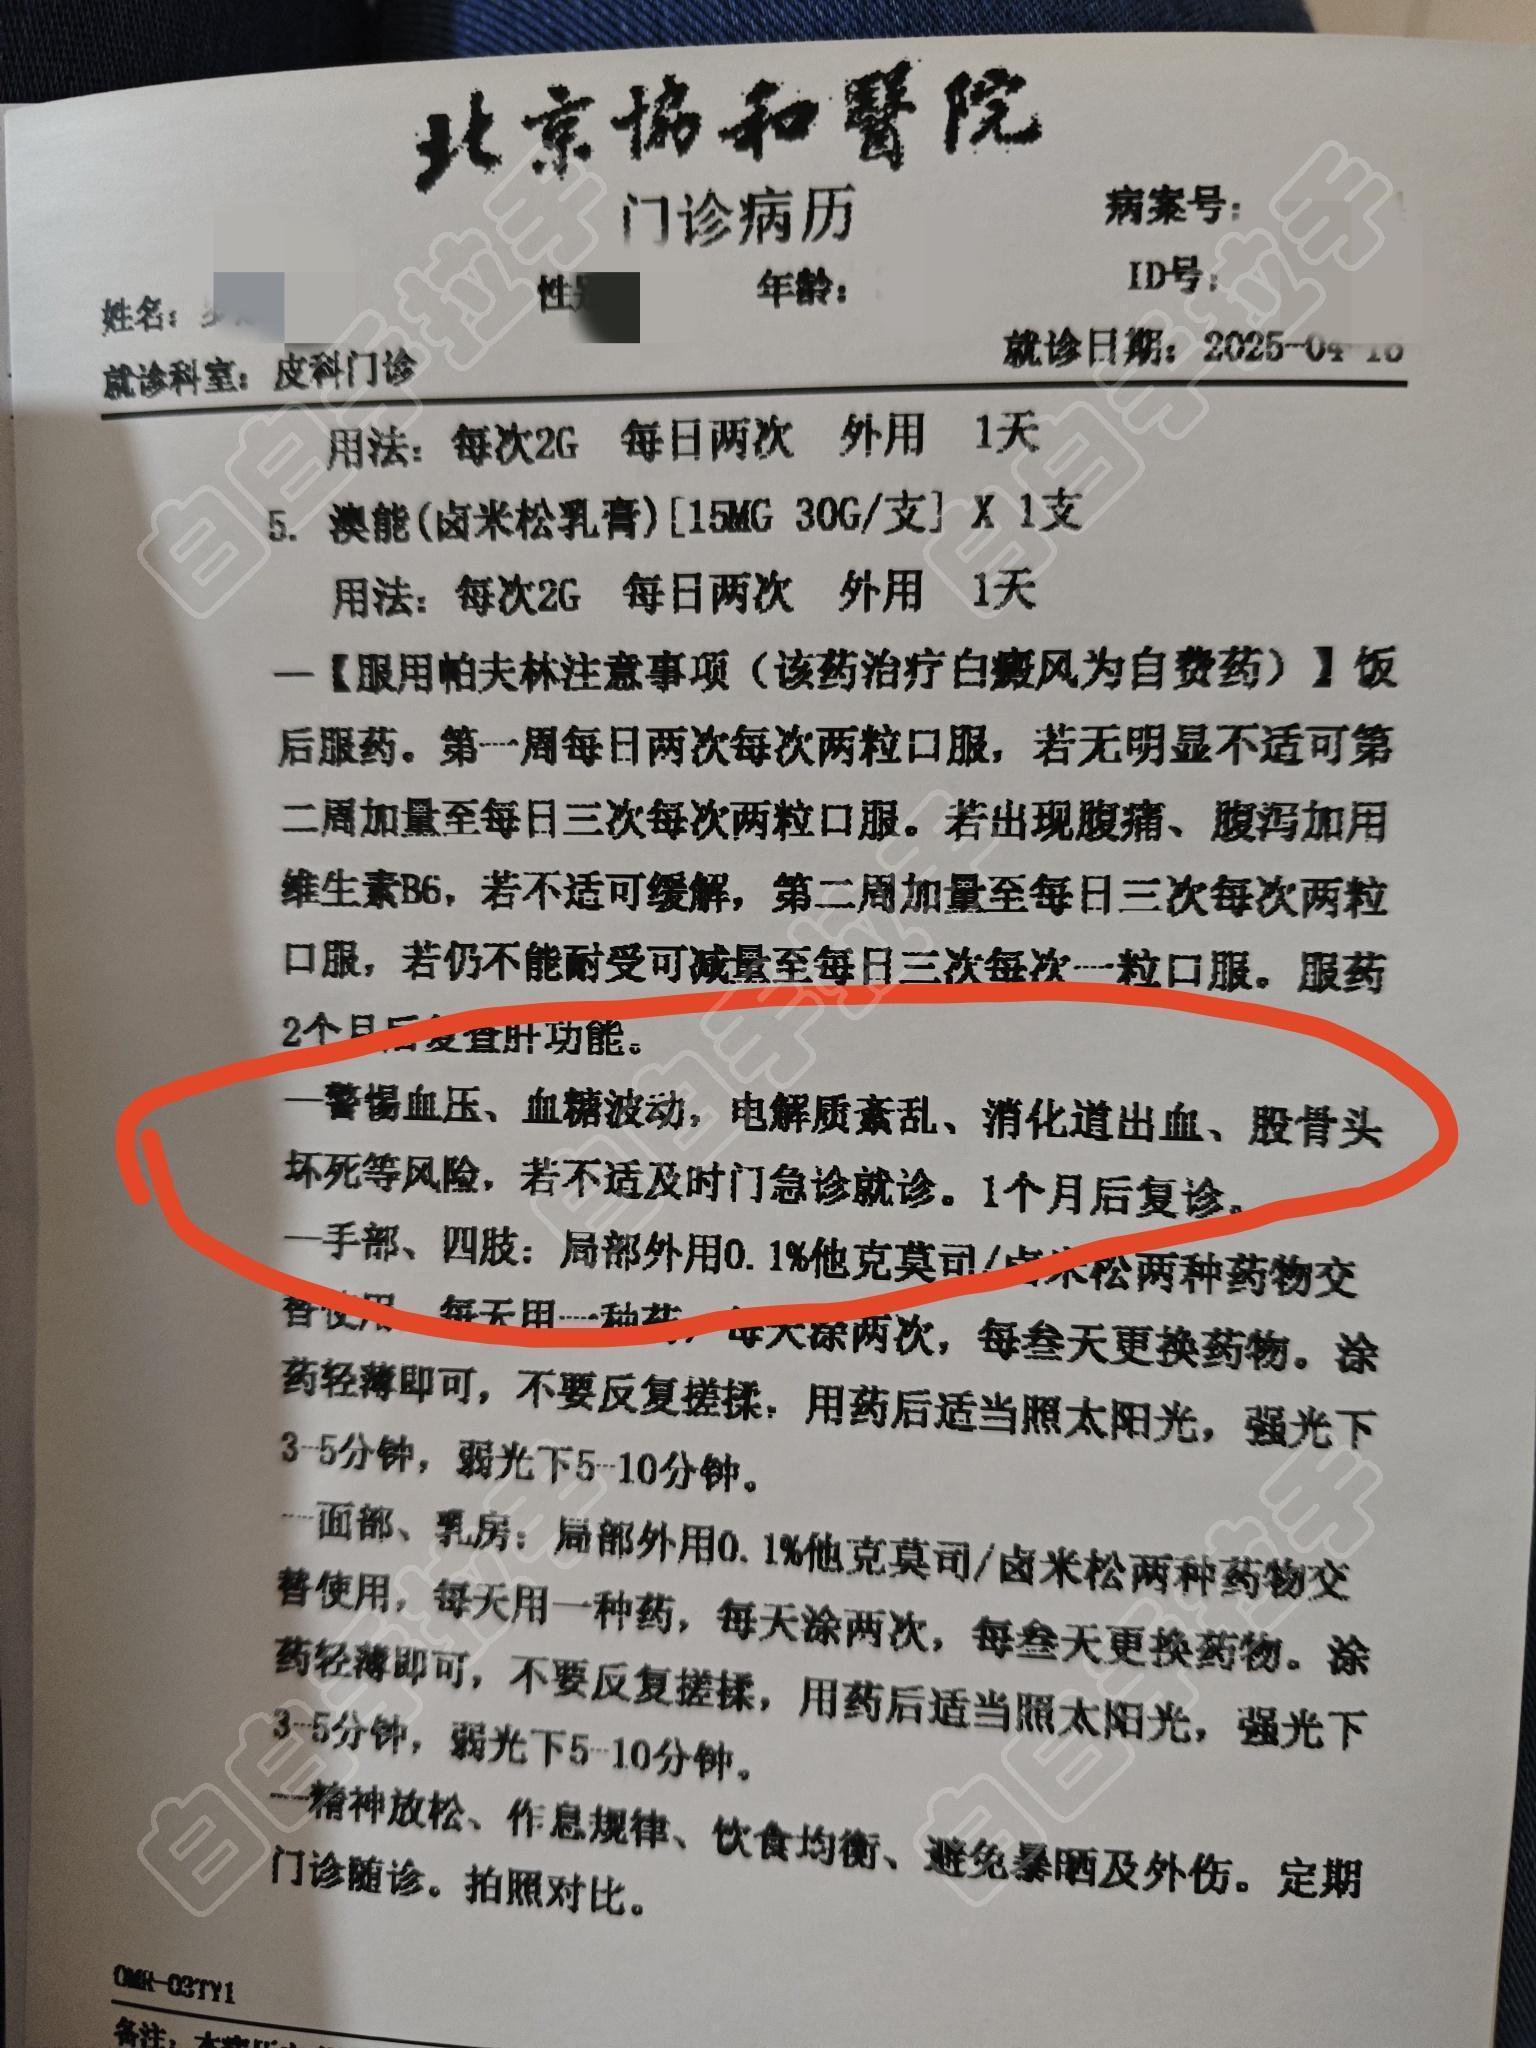 北京協和醫院
门诊病历
病案号:
姓名: 性别 年龄: ID号:
就诊科室: 皮科门诊 就诊日期: 2025-04-16
用法: 每次2G 每日两次 外用 1天
5. 澳能(卤米松乳膏)[15MG 30G/支] X 1支
用法: 每次2G 每日两次 外用 1天
—【服用帕夫林注意事项（该药治疗白癜风为自费药）】饭
后服药。第一周每日两次每次两粒口服，若无明显不适可第
二周加量至每日三次每次两粒口服。若出现腹痛、腹泻加用
维生素B6，若不适可缓解，第二周加量至每日三次每次两粒
口服，若仍不能耐受可减量至每日三次每次一粒口服。服药
2个月后复查肝功能。
—警惕血压、血糖波动，电解质紊乱、消化道出血、股骨头
坏死等风险，若不适及时门急诊就诊。1个月后复诊。
—手部、四肢：局部外用0.1%他克莫司/卤米松两种药物交
替使用，每天用一种药，每天涂两次，每叁天更换药物。涂
药轻薄即可，不要反复搓揉，用药后适当照太阳光，强光下
3-5分钟，弱光下5-10分钟。
—面部、乳房：局部外用0.1%他克莫司/卤米松两种药物交
替使用，每天用一种药，每天涂两次，每叁天更换药物。涂
药轻薄即可，不要反复搓揉，用药后适当照太阳光，强光下
3-5分钟，弱光下5-10分钟。
—精神放松、作息规律、饮食均衡、避免暴晒及外伤。定期
门诊随诊。拍照对比。
OMR-03TY1
备注: 本病历